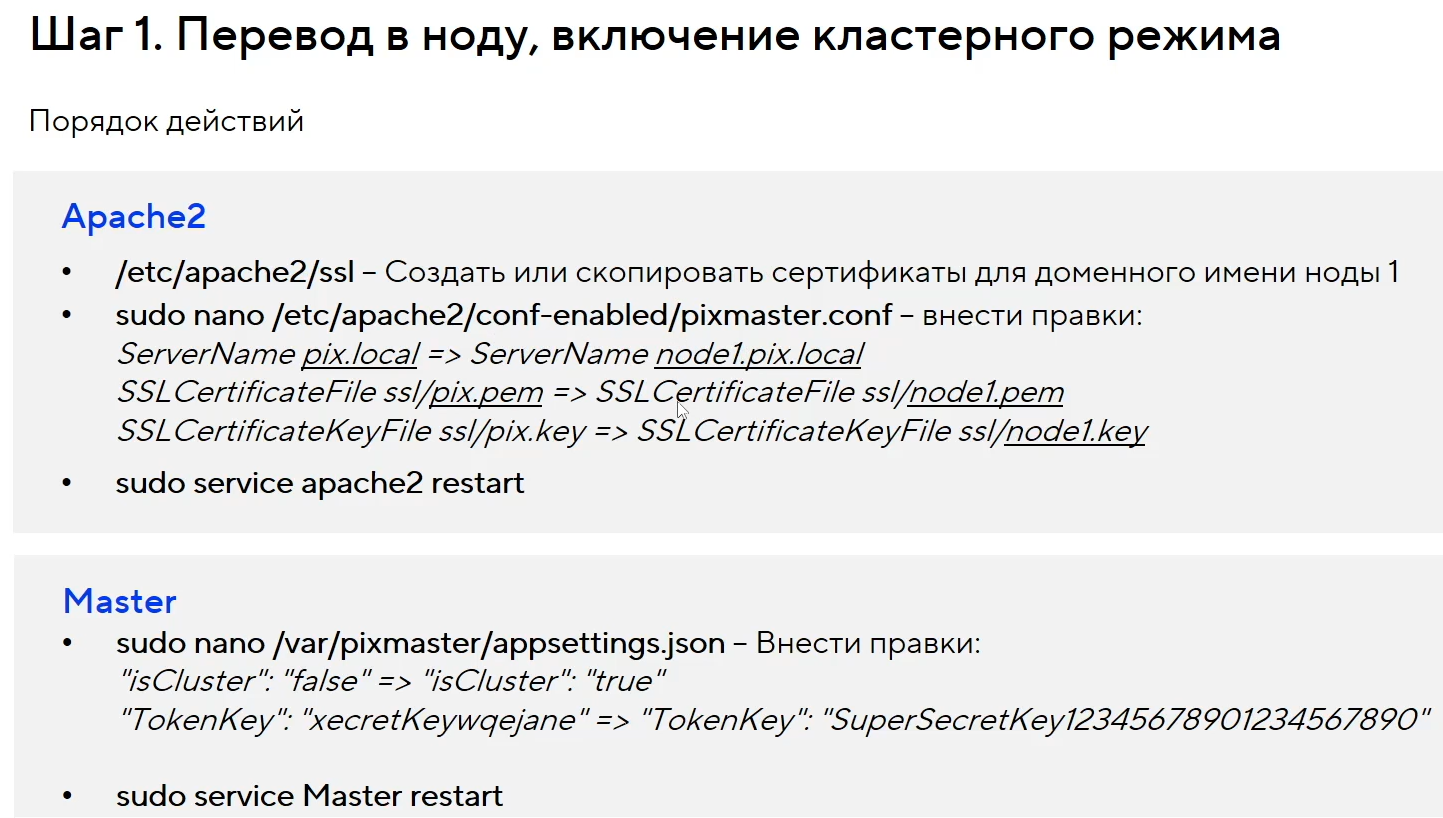 Шаг 1. Перевод в ноду, включение кластерного режима
Порядок действий
Apache2
• /etc/apache2/ssl – Создать или скопировать сертификаты для доменного имени ноды 1
• sudo nano /etc/apache2/conf-enabled/pixmaster.conf – внести правки:
ServerName pix.local => ServerName node1.pix.local
SSLCertificateFile ssl/pix.pem => SSLCertificateFile ssl/node1.pem
SSLCertificateKeyFile ssl/pix.key => SSLCertificateKeyFile ssl/node1.key
• sudo service apache2 restart
Master
• sudo nano /var/pixmaster/appsettings.json – Внести правки:
"isCluster": "false" => "isCluster": "true"
"TokenKey": "xecretKeywqejane" => "TokenKey": "SuperSecretKey12345678901234567890"
• sudo service Master restart